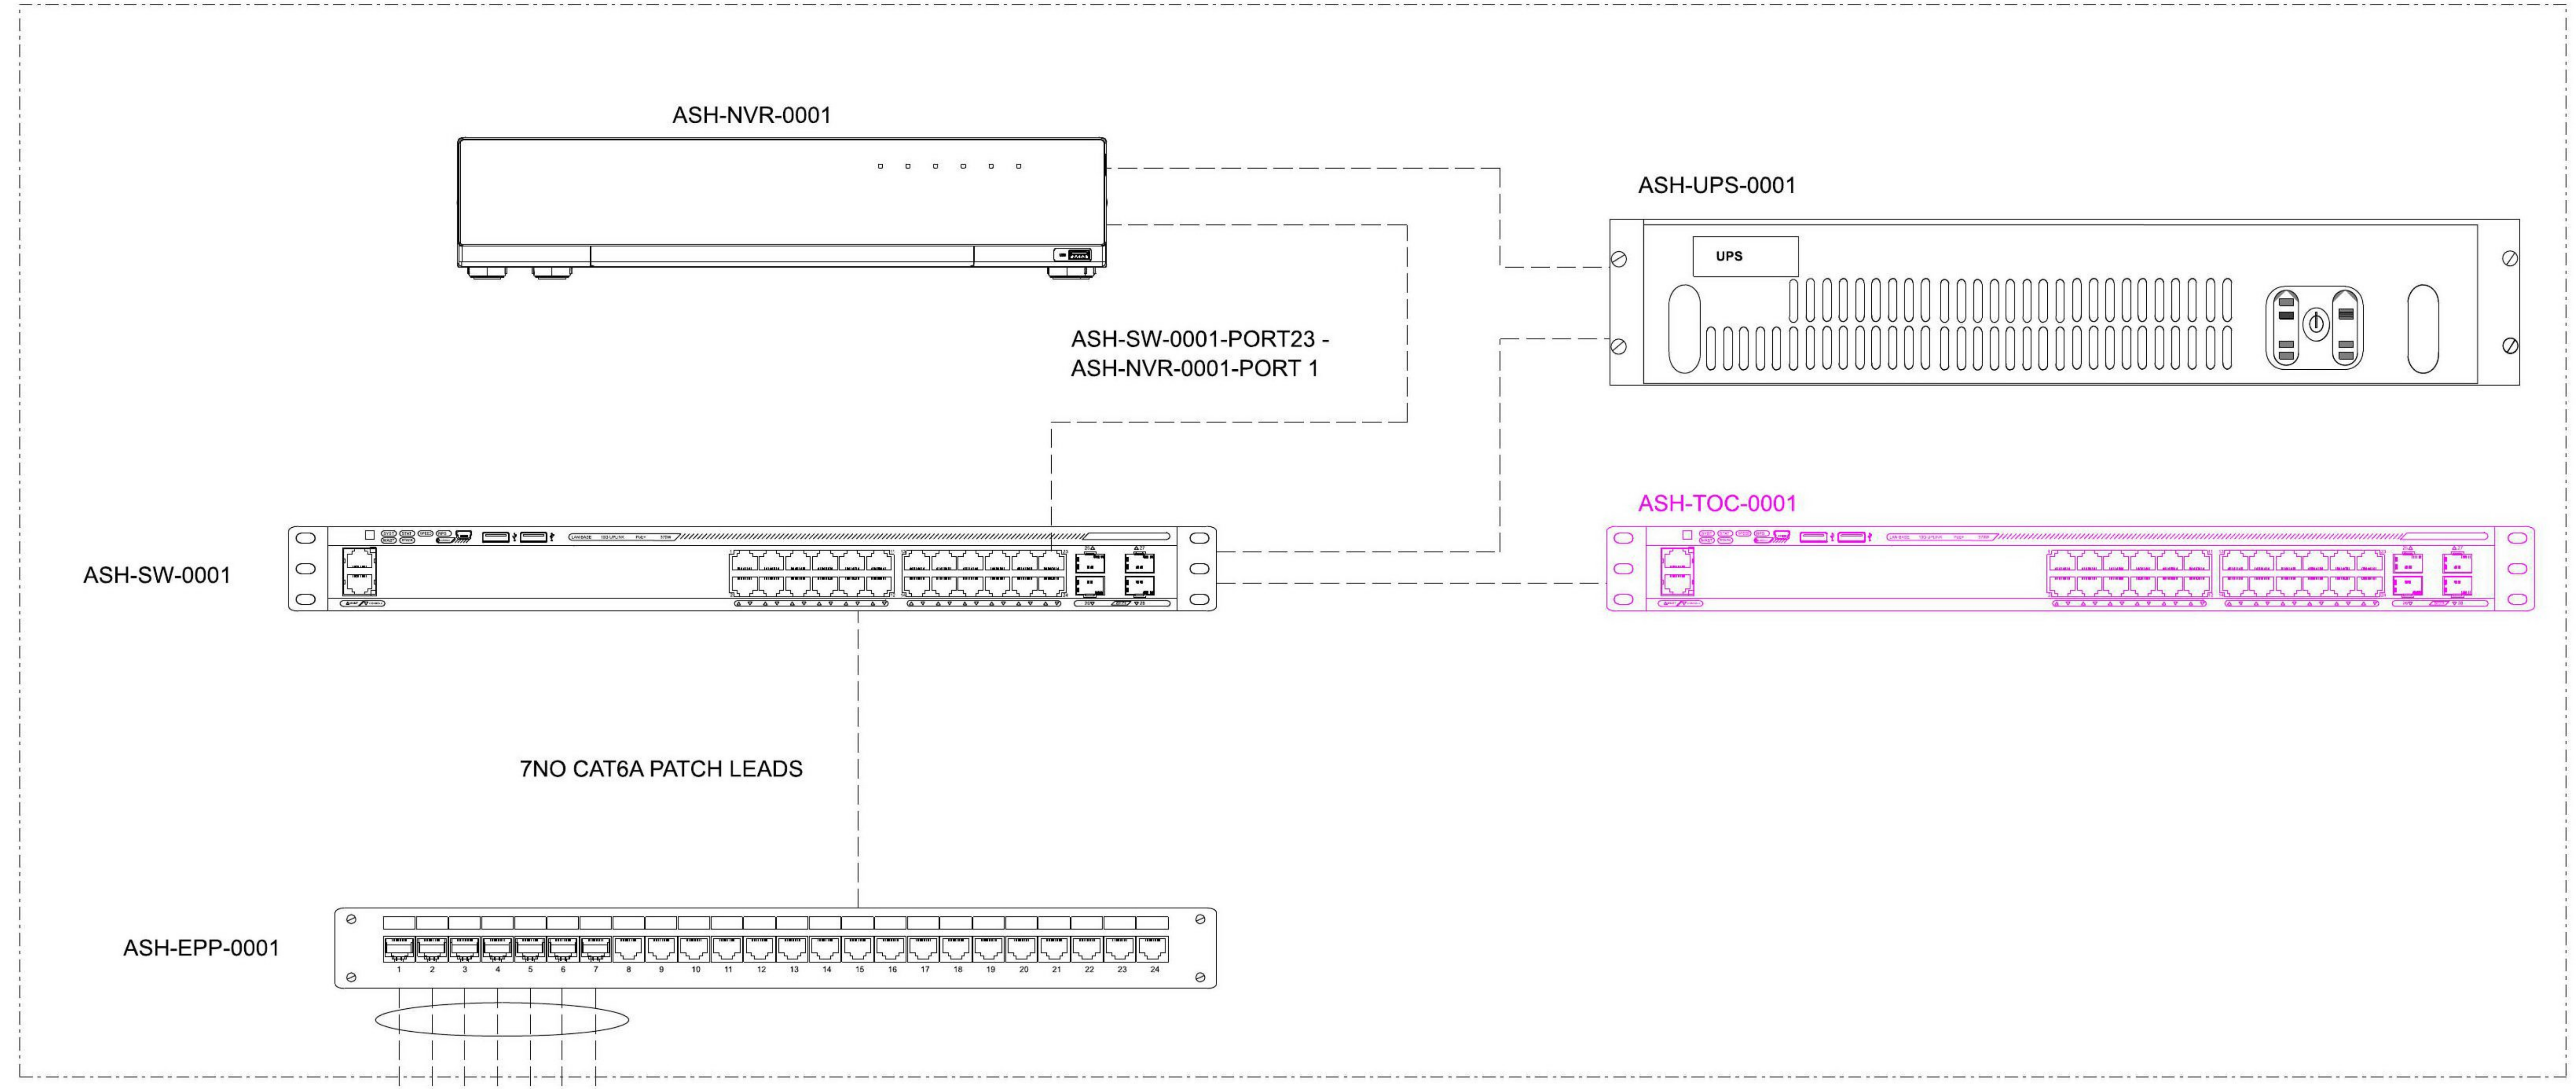 ASH-NVR-0001
ASH-UPS-0001
UPS
ASH-SW-0001-PORT23 -
ASH-NVR-0001-PORT 1
ASH-TOC-0001
ASH-SW-0001
7NO CAT6A PATCH LEADS
ASH-EPP-0001
1 2 3 4 5 6 7 8 9 10 11 12 13 14 15 16 17 18 19 20 21 22 23 24